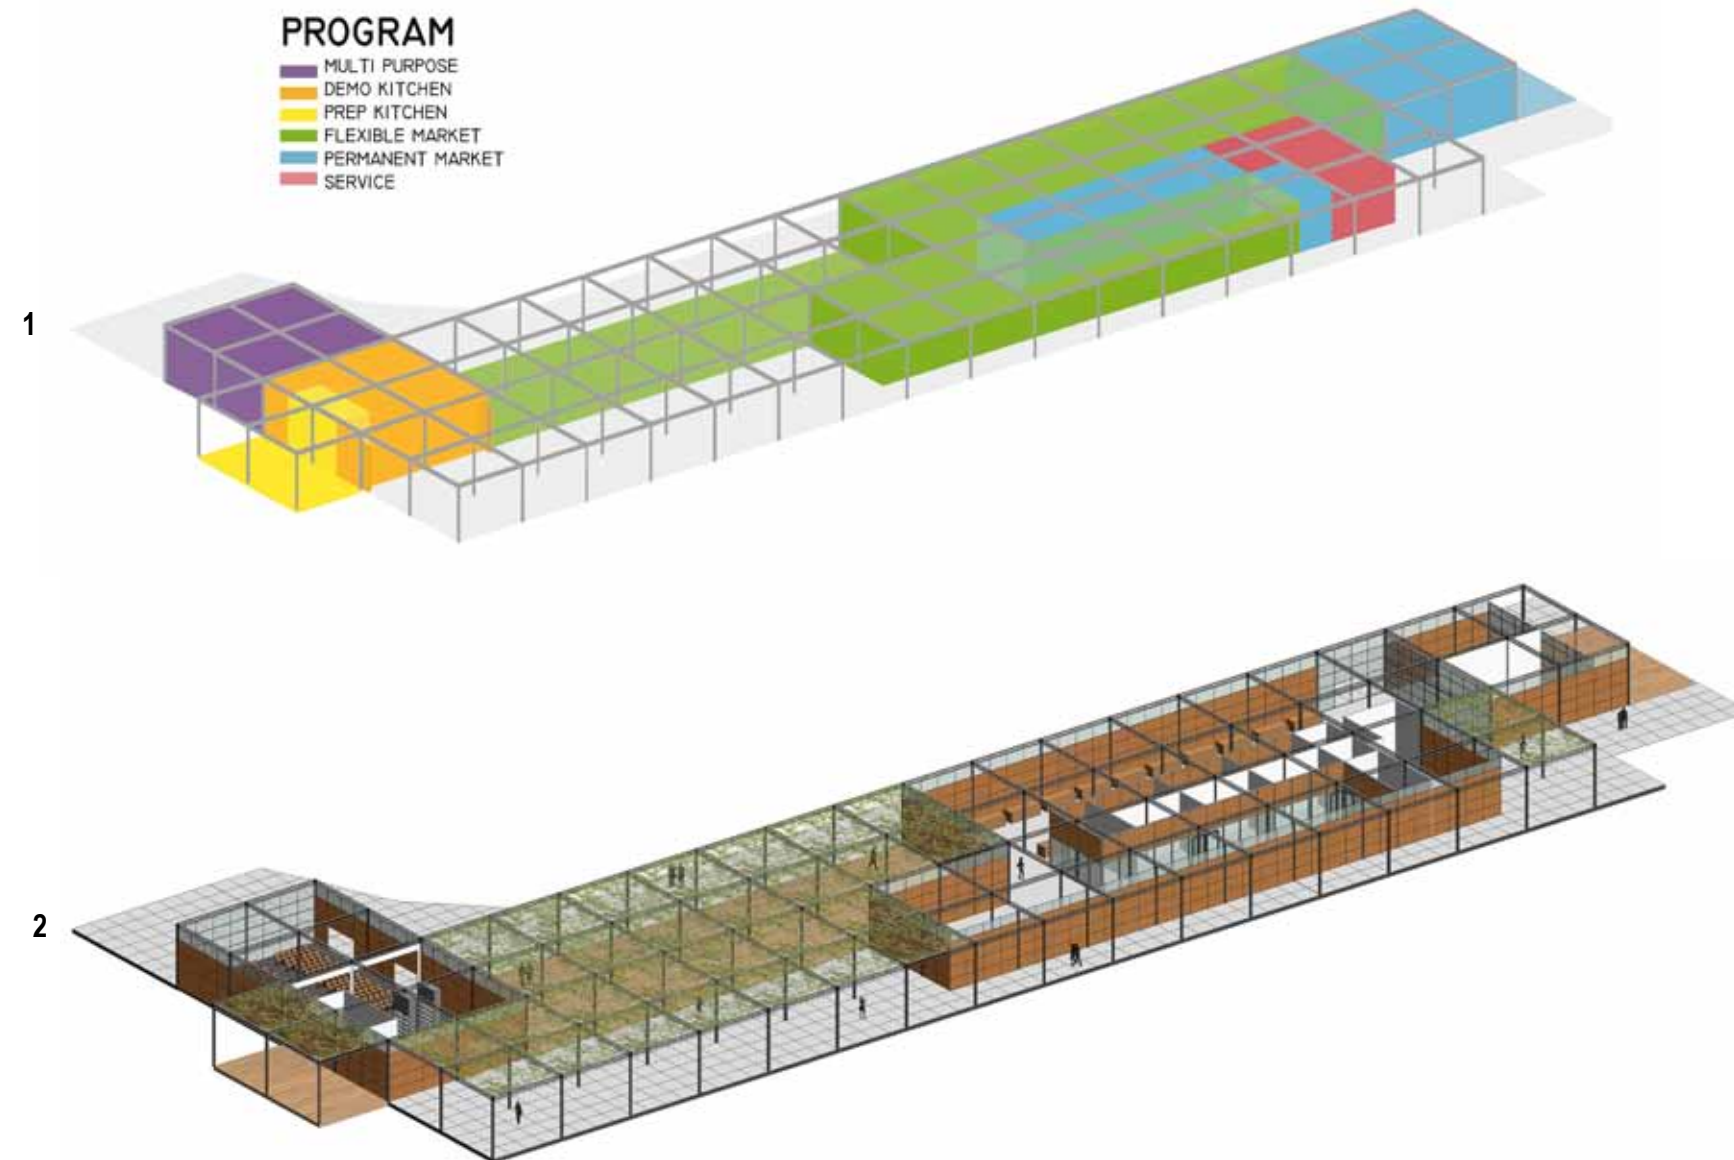 PROGRAM
MULTI PURPOSE
DEMO KITCHEN
PREP KITCHEN
FLEXIBLE MARKET
PERMANENT MARKET
SERVICE
1
2